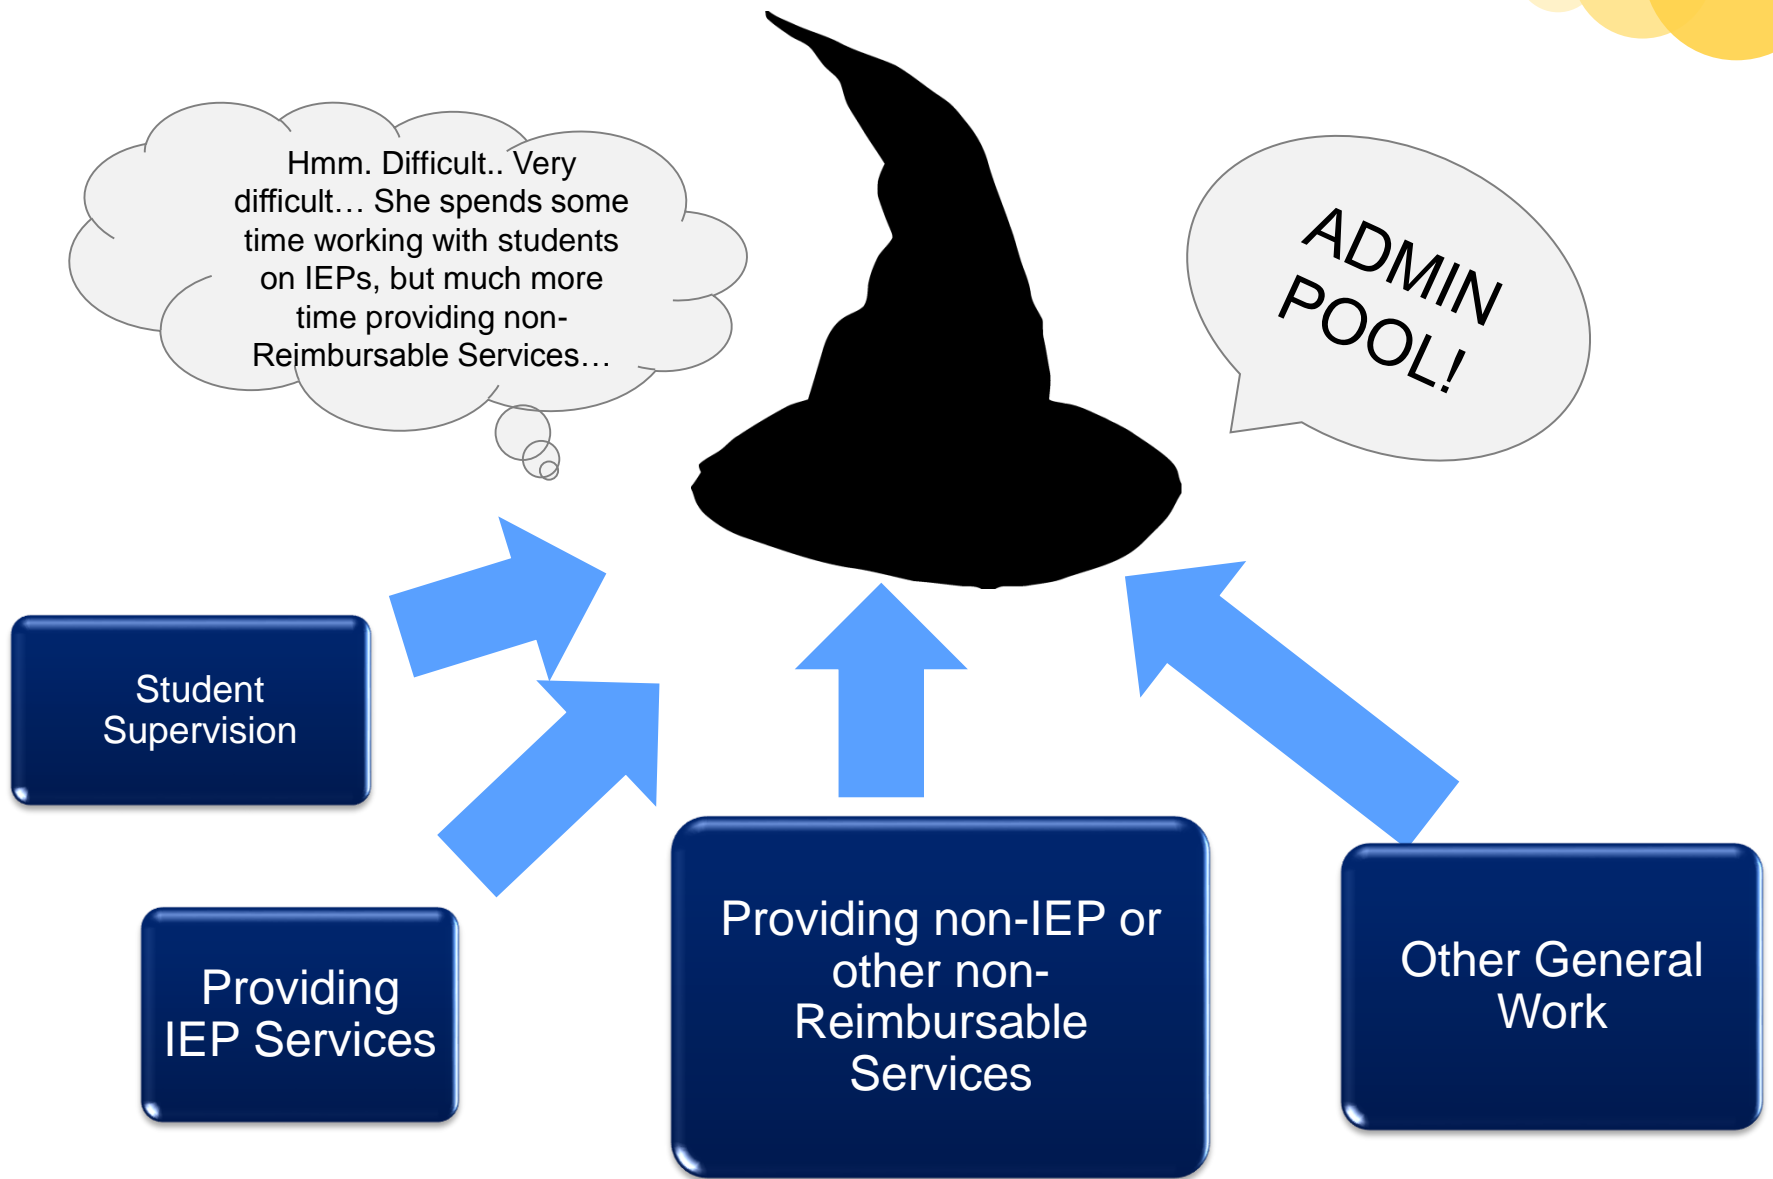 Hmm. Difficult.. Very
difficult… She spends some
time working with students
on IEPs, but much more
time providing non-
Reimbursable Services…
ADMIN
POOL!
Student
Supervision
Providing
IEP Services
Providing non-IEP or
other non-
Reimbursable
Services
Other General
Work